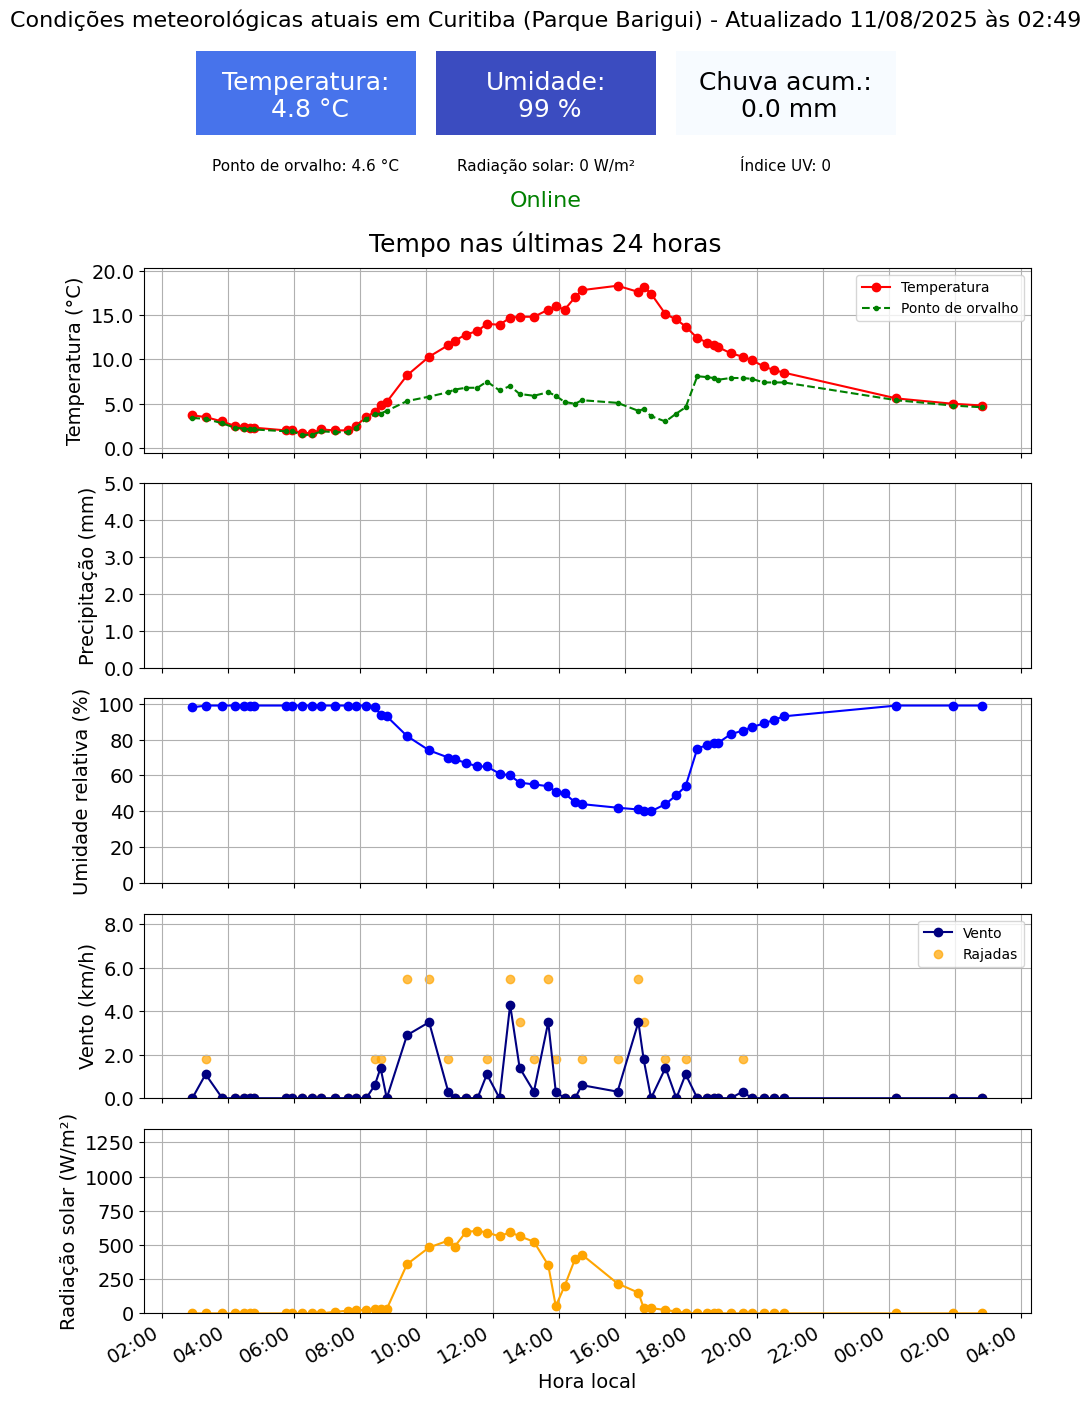 Condições meteorológicas atuais em Curitiba (Parque Barigui) - Atualizado 11/08/2025 às 02:49
Temperatura:
4.8 °C
Umidade:
99 %
Chuva acum.:
0.0 mm
Ponto de orvalho: 4.6 °C
Radiação solar: 0 W/m²
Índice UV: 0
Online
Tempo nas últimas 24 horas
Temperatura (°C)
20.0
15.0
10.0
5.0
0.0
Temperatura
Ponto de orvalho
Precipitação (mm)
5.0
4.0
3.0
2.0
1.0
0.0
Umidade relativa (%)
100
80
60
40
20
0
Vento (km/h)
8.0
6.0
4.0
2.0
0.0
Vento
Rajadas
Radiação solar (W/m²)
1250
1000
750
500
250
0
02:00 04:00 06:00 08:00 10:00 12:00 14:00 16:00 18:00 20:00 22:00 00:00 02:00 04:00
Hora local